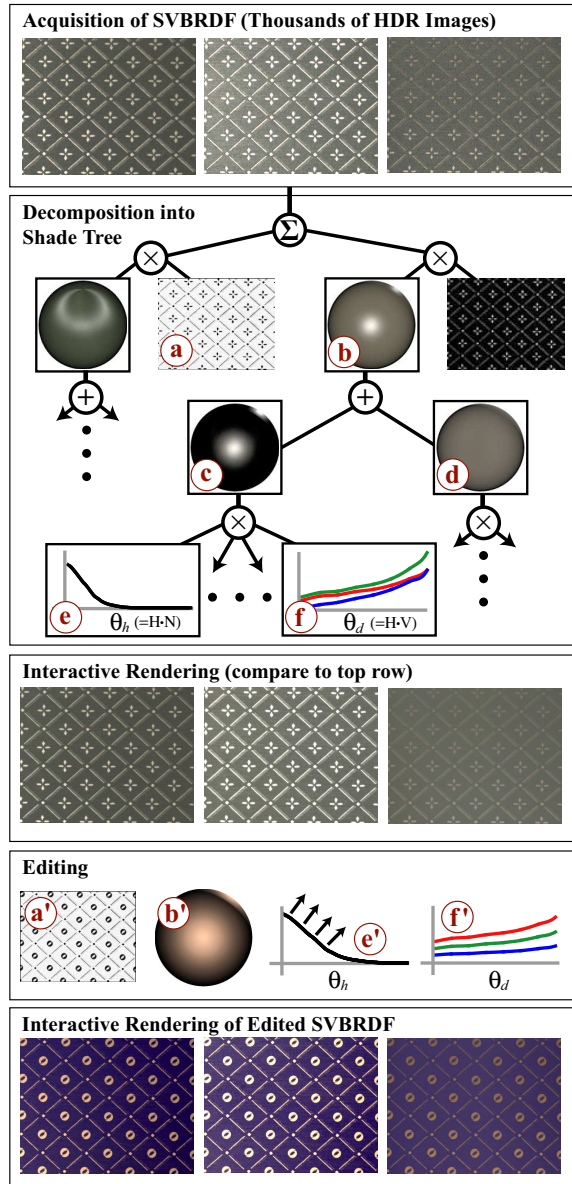 Acquisition of SVBRDF (Thousands of HDR Images)
Decomposition into
Shade Tree
Σ
×
×
a
b
+
+
c
d
×
×
e
θh (=H·N)
f
θd (=H·V)
Interactive Rendering (compare to top row)
Editing
a'
b'
e'
f'
θh
θd
Interactive Rendering of Edited SVBRDF